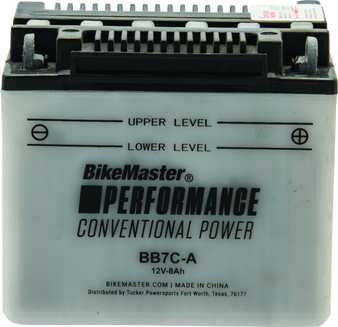 UPPER LEVEL
LOWER LEVEL
BikeMaster®
PERFORMANCE
CONVENTIONAL POWER
BB7C-A
12V-8Ah
BIKEMASTER.COM ■ MADE IN CHINA
Distributed by Tucker Powersports Fort Worth, Texas, 76177